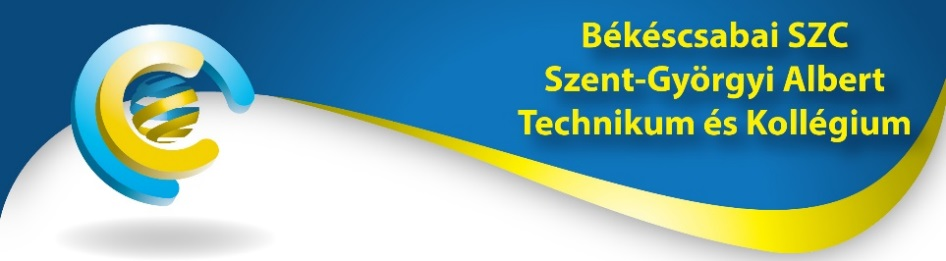 Békéscsabai SZC
Szent-Györgyi Albert
Technikum és Kollégium